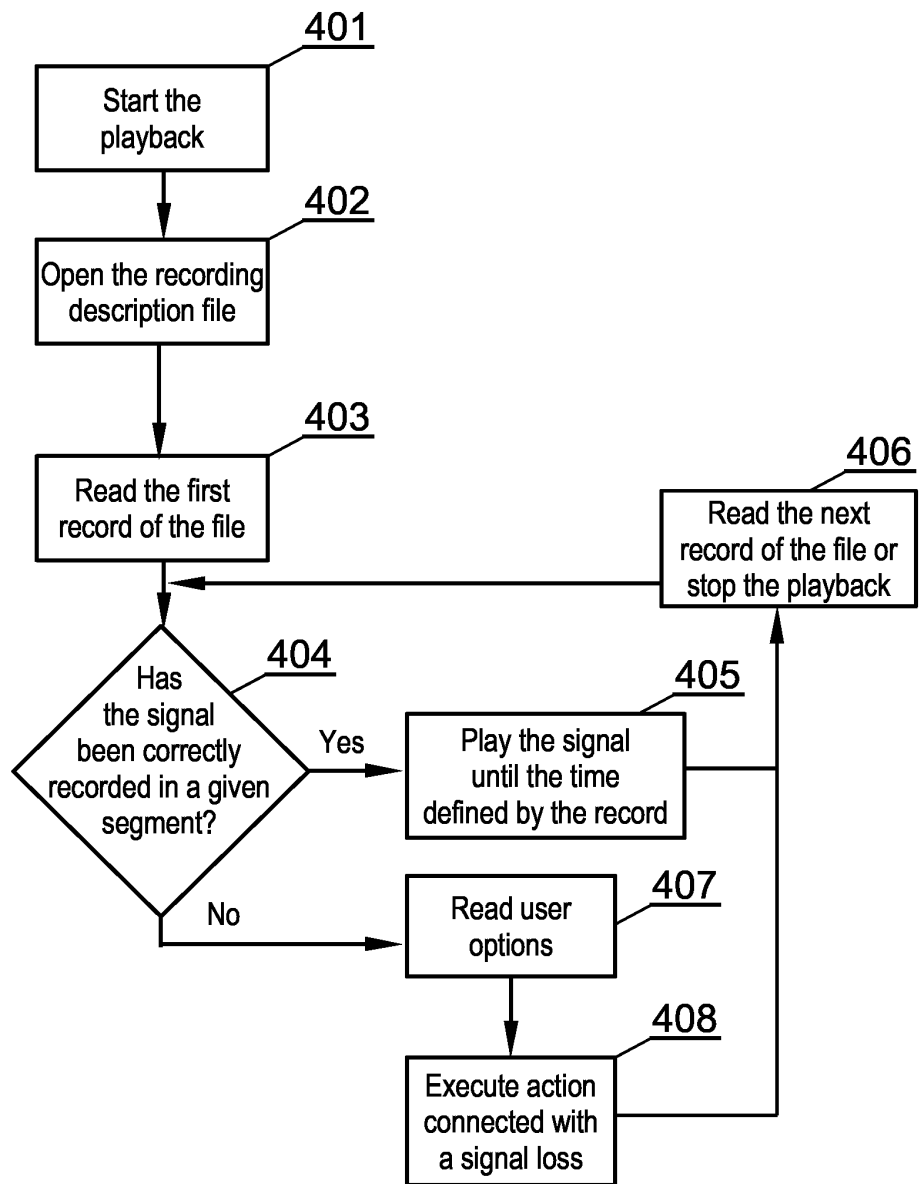 401
Start the
playback
402
Open the recording
description file
403
Read the first
record of the file
406
Read the next
record of the file or
stop the playback
404
Has
the signal
been correctly
recorded in a given
segment?
Yes
405
Play the signal
until the time
defined by the record
No
407
Read user
options
408
Execute action
connected with
a signal loss